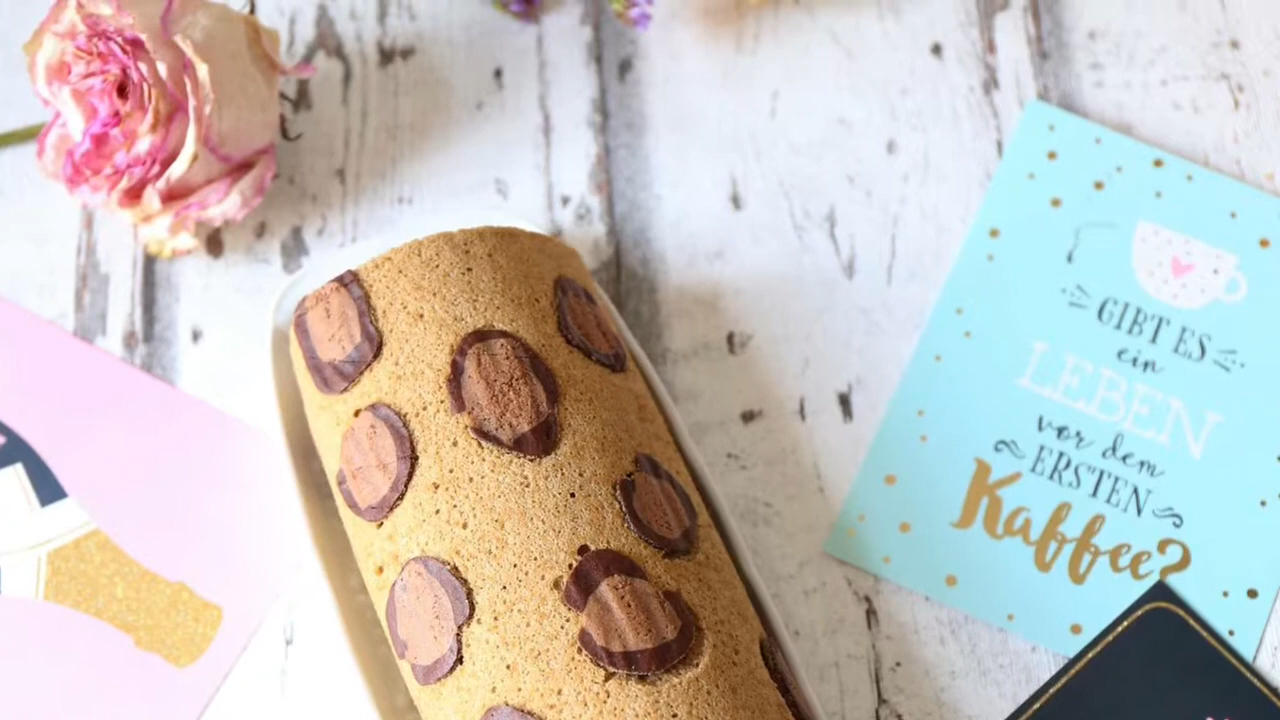 GIBT ES
ein
LEBEN
vor dem
ERSTEN
Kaffee?